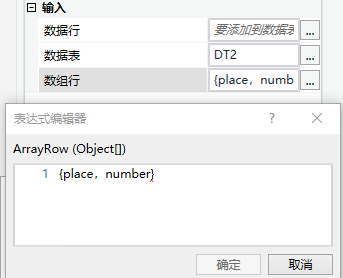 输入
数据行 要添加到数据表 ...
数据表 DT2 ...
数组行 {place，numb ...
表达式编辑器 ?
ArrayRow (Object[])
1 {place，number}
确定 取消